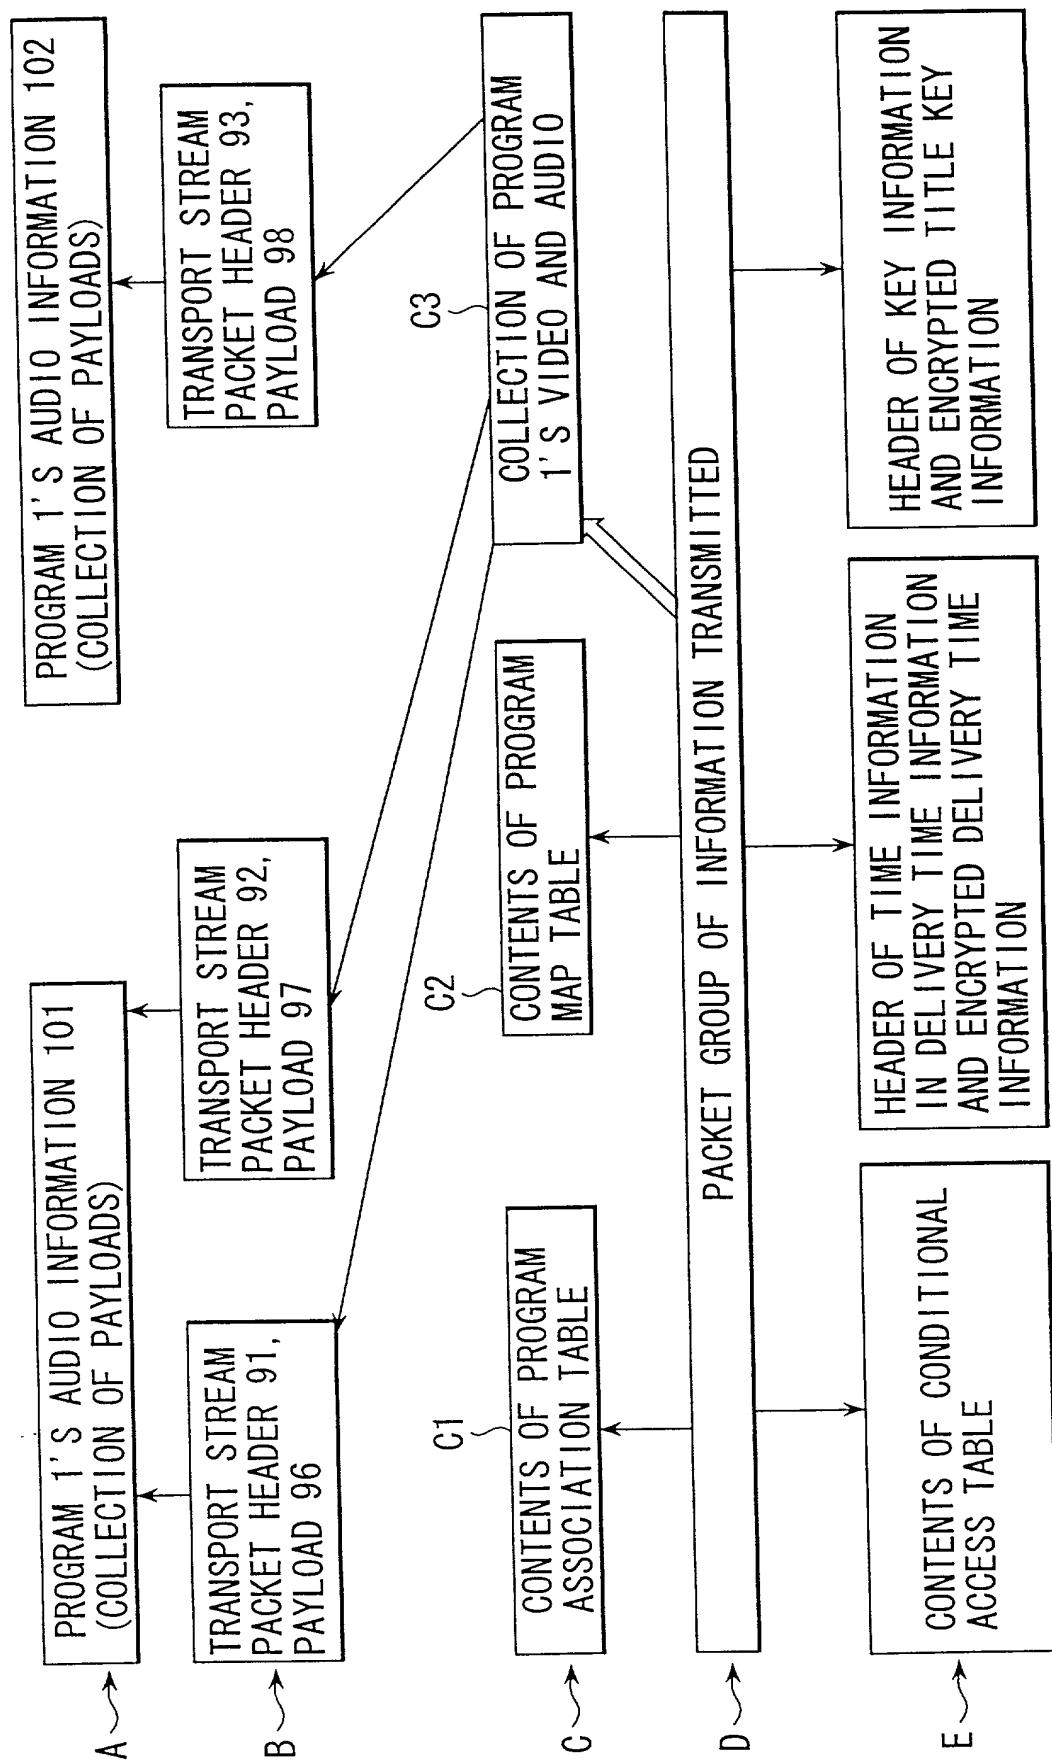 A
PROGRAM 1'S AUDIO INFORMATION 101
(COLLECTION OF PAYLOADS)
PROGRAM 1'S AUDIO INFORMATION 102
(COLLECTION OF PAYLOADS)
B
TRANSPORT STREAM
PACKET HEADER 91,
PAYLOAD 96
TRANSPORT STREAM
PACKET HEADER 92,
PAYLOAD 97
TRANSPORT STREAM
PACKET HEADER 93,
PAYLOAD 98
C
C1
CONTENTS OF PROGRAM
ASSOCIATION TABLE
C2
CONTENTS OF PROGRAM
MAP TABLE
C3
COLLECTION OF PROGRAM
1'S VIDEO AND AUDIO
D
PACKET GROUP OF INFORMATION TRANSMITTED
E
CONTENTS OF CONDITIONAL
ACCESS TABLE
HEADER OF TIME INFORMATION
IN DELIVERY TIME INFORMATION
AND ENCRYPTED DELIVERY TIME
INFORMATION
HEADER OF KEY INFORMATION
AND ENCRYPTED TITLE KEY
INFORMATION